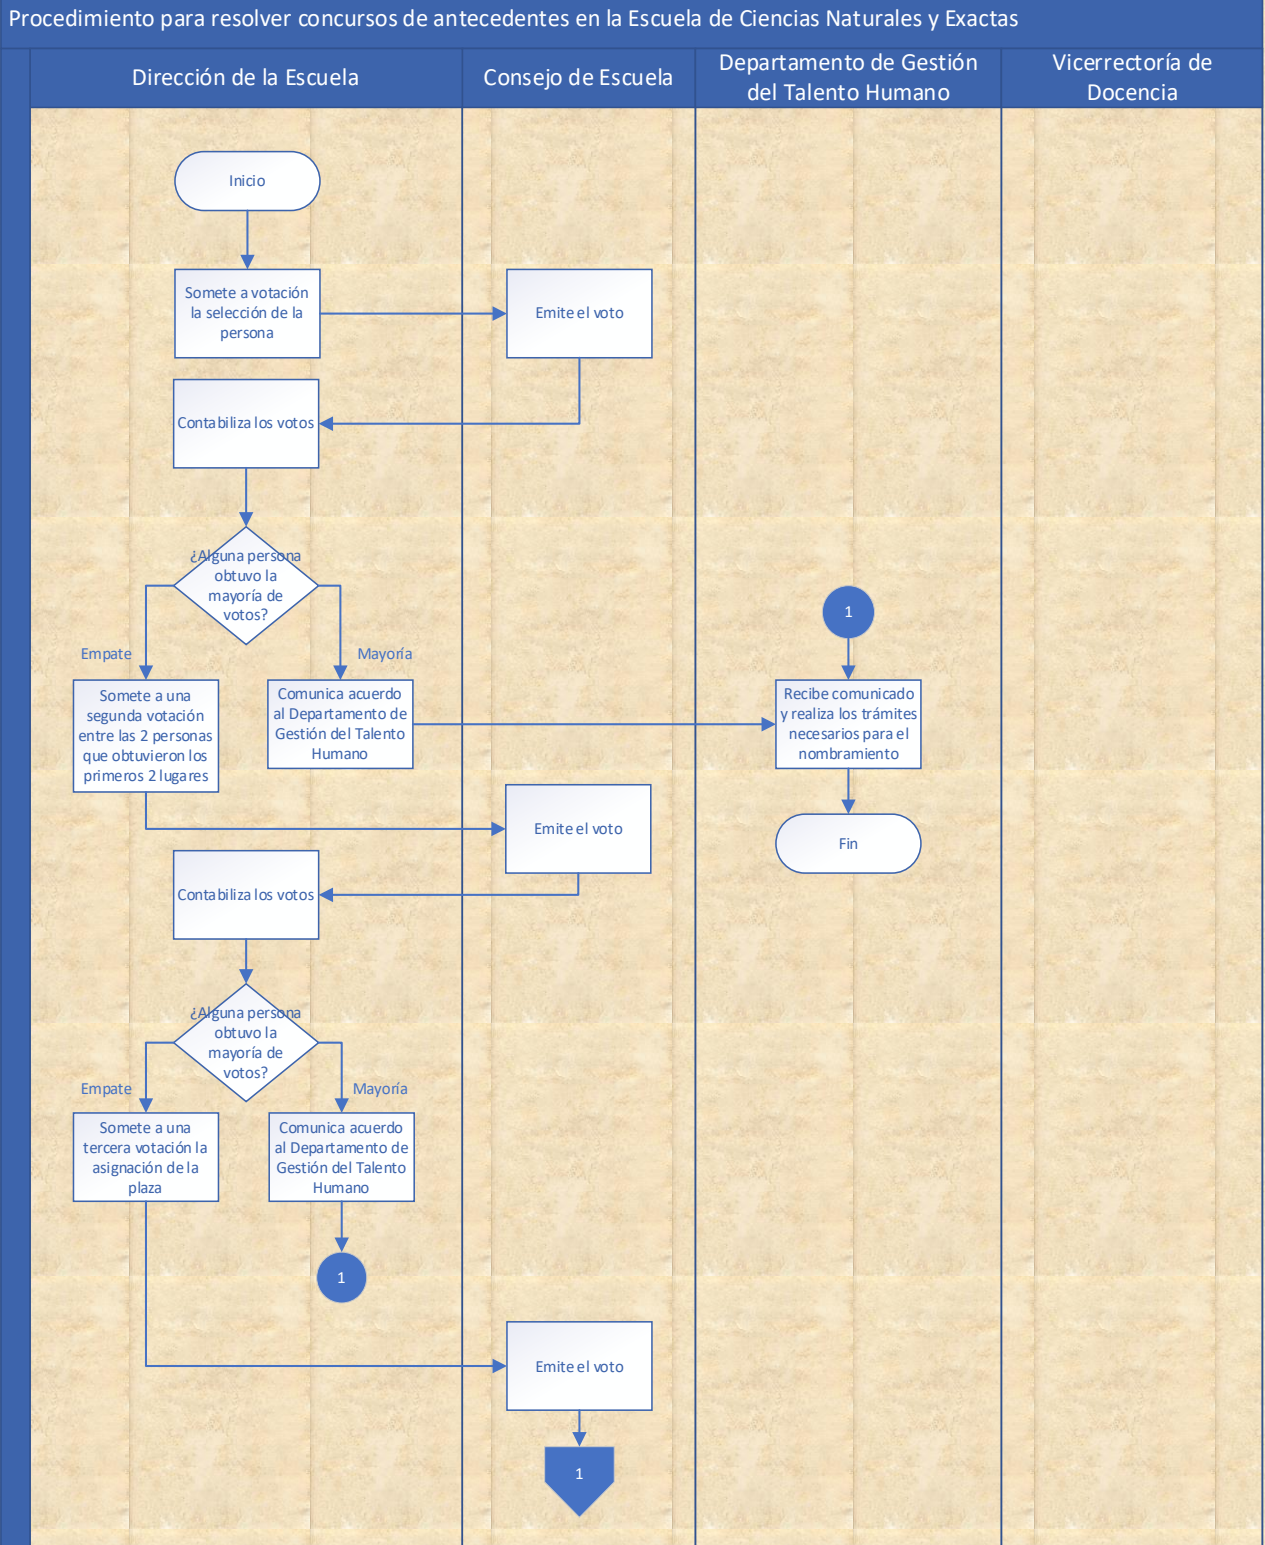 Procedimiento para resolver concursos de antecedentes en la Escuela de Ciencias Naturales y Exactas
Dirección de la Escuela
Consejo de Escuela
Departamento de Gestión
del Talento Humano
Vicerrectoría de
Docencia
Inicio
Somete a votación
la selección de la
persona
Emite el voto
Contabiliza los votos
¿Alguna persona
obtuvo la
mayoría de
votos?
Empate
Mayoría
1
Somete a una
segunda votación
entre las 2 personas
que obtuvieron los
primeros 2 lugares
Comunica acuerdo
al Departamento de
Gestión del Talento
Humano
Recibe comunicado
y realiza los trámites
necesarios para el
nombramiento
Emite el voto
Fin
Contabiliza los votos
¿Alguna persona
obtuvo la
mayoría de
votos?
Empate
Mayoría
Somete a una
tercera votación la
asignación de la
plaza
Comunica acuerdo
al Departamento de
Gestión del Talento
Humano
1
Emite el voto
1